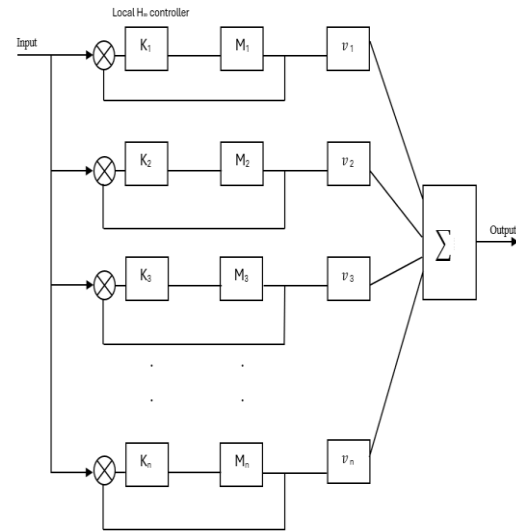 Local H∞ controller
Input
K₁ M₁ v₁
K₂ M₂ v₂
∑ Output
K₃ M₃ v₃
. .
. .
Kₙ Mₙ vₙ